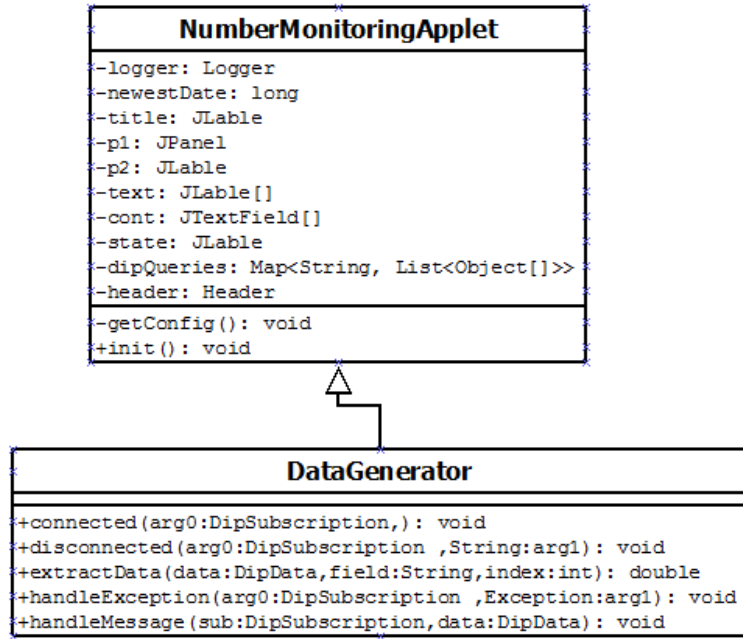 NumberMonitoringApplet
-logger: Logger
-newestDate: long
-title: JLable
-p1: JPanel
-p2: JLable
-text: JLable[]
-cont: JTextField[]
-state: JLable
-dipQueries: Map<String, List<Object[]>>
-header: Header
-getConfig(): void
+init(): void
DataGenerator
+connected(arg0:DipSubscription,): void
+disconnected(arg0:DipSubscription ,String:arg1): void
+extractData(data:DipData,field:String,index:int): double
+handleException(arg0:DipSubscription ,Exception:arg1): void
+handleMessage(sub:DipSubscription,data:DipData): void